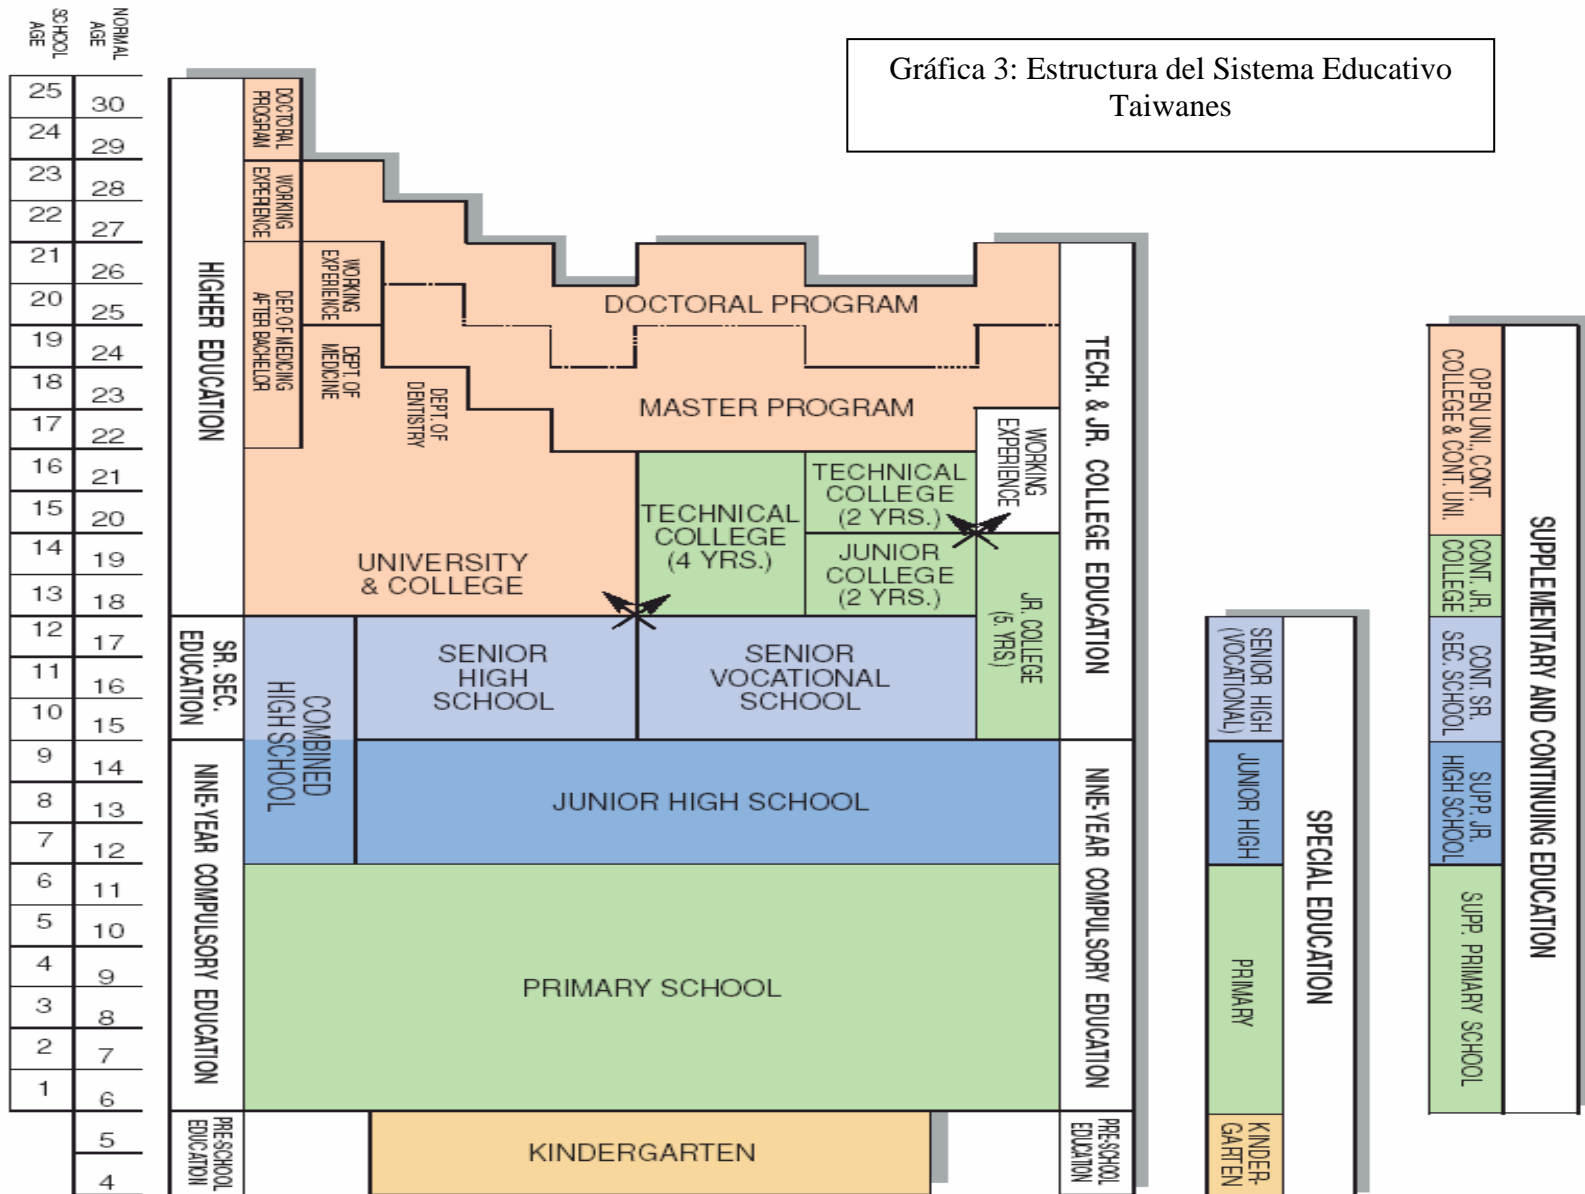 Gráfica 3: Estructura del Sistema Educativo
Taiwanes
SCHOOL
AGE
NORMAL
AGE
25
30
24
29
23
28
22
27
21
26
20
25
19
24
18
23
17
22
16
21
15
20
14
19
13
18
12
17
11
16
10
15
9
14
8
13
7
12
6
11
5
10
4
9
3
8
2
7
1
6
5
4
HIGHER EDUCATION
SR. SEC.
EDUCATION
NINE-YEAR COMPULSORY EDUCATION
PRE-SCHOOL
EDUCATION
DOCTORAL
PROGRAM
WORKING
EXPERIENCE
DEP. OF MEDICING
AFTER BACHELOR
WORKING
EXPERIENCE
DEPT. OF
MEDICINE
DEPT. OF
DENTISTRY
DOCTORAL PROGRAM
MASTER PROGRAM
UNIVERSITY
& COLLEGE
TECHNICAL
COLLEGE
(4 YRS.)
TECHNICAL
COLLEGE
(2 YRS.)
JUNIOR
COLLEGE
(2 YRS.)
WORKING
EXPERIENCE
JR. COLLEGE
(5. YRS)
COMBINED
HIGH SCHOOL
SENIOR
HIGH
SCHOOL
SENIOR
VOCATIONAL
SCHOOL
JUNIOR HIGH SCHOOL
PRIMARY SCHOOL
KINDERGARTEN
TECH. & JR. COLLEGE EDUCATION
NINE-YEAR COMPULSORY EDUCATION
PRE-SCHOOL
EDUCATION
SENIOR HIGH
(VOCATIONAL)
JUNIOR HIGH
PRIMARY
KINDER-
GARTEN
SPECIAL EDUCATION
OPEN UNI., CONT.
COLLEGE & CONT. UNI.
CONT. JR.
COLLEGE
CONT. SR.
SEC. SCHOOL
SUPP. JR.
HIGH SCHOOL
SUPP. PRIMARY SCHOOL
SUPPLEMENTARY AND CONTINUING EDUCATION